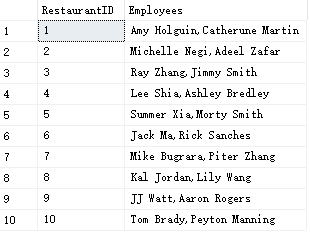 RestaurantID Employees
1 1 Amy Holguin,Catherune Martin
2 2 Michelle Negi,Adeel Zafar
3 3 Ray Zhang,Jimmy Smith
4 4 Lee Shia,Ashley Bredley
5 5 Summer Xia,Morty Smith
6 6 Jack Ma,Rick Sanches
7 7 Mike Bugrara,Piter Zhang
8 8 Kal Jordan,Lily Wang
9 9 JJ Watt,Aaron Rogers
10 10 Tom Brady,Peyton Manning